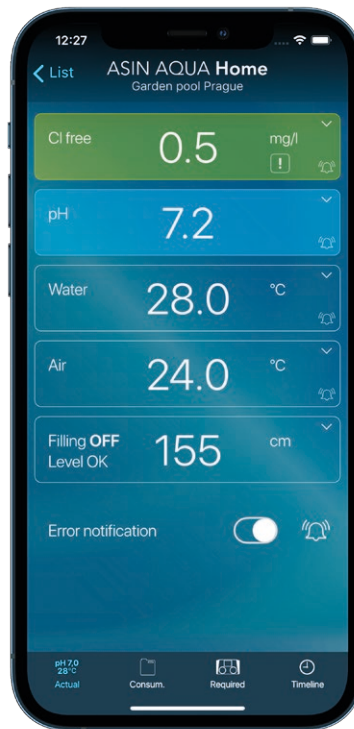 12:27
List
ASIN AQUA Home
Garden pool Prague
Cl free 0.5 mg/l
!
pH 7.2
Water 28.0 °C
Air 24.0 °C
Filling OFF
Level OK
155 cm
Error notification
pH 7,0
28°C
Actual
Consum.
Required
Timeline